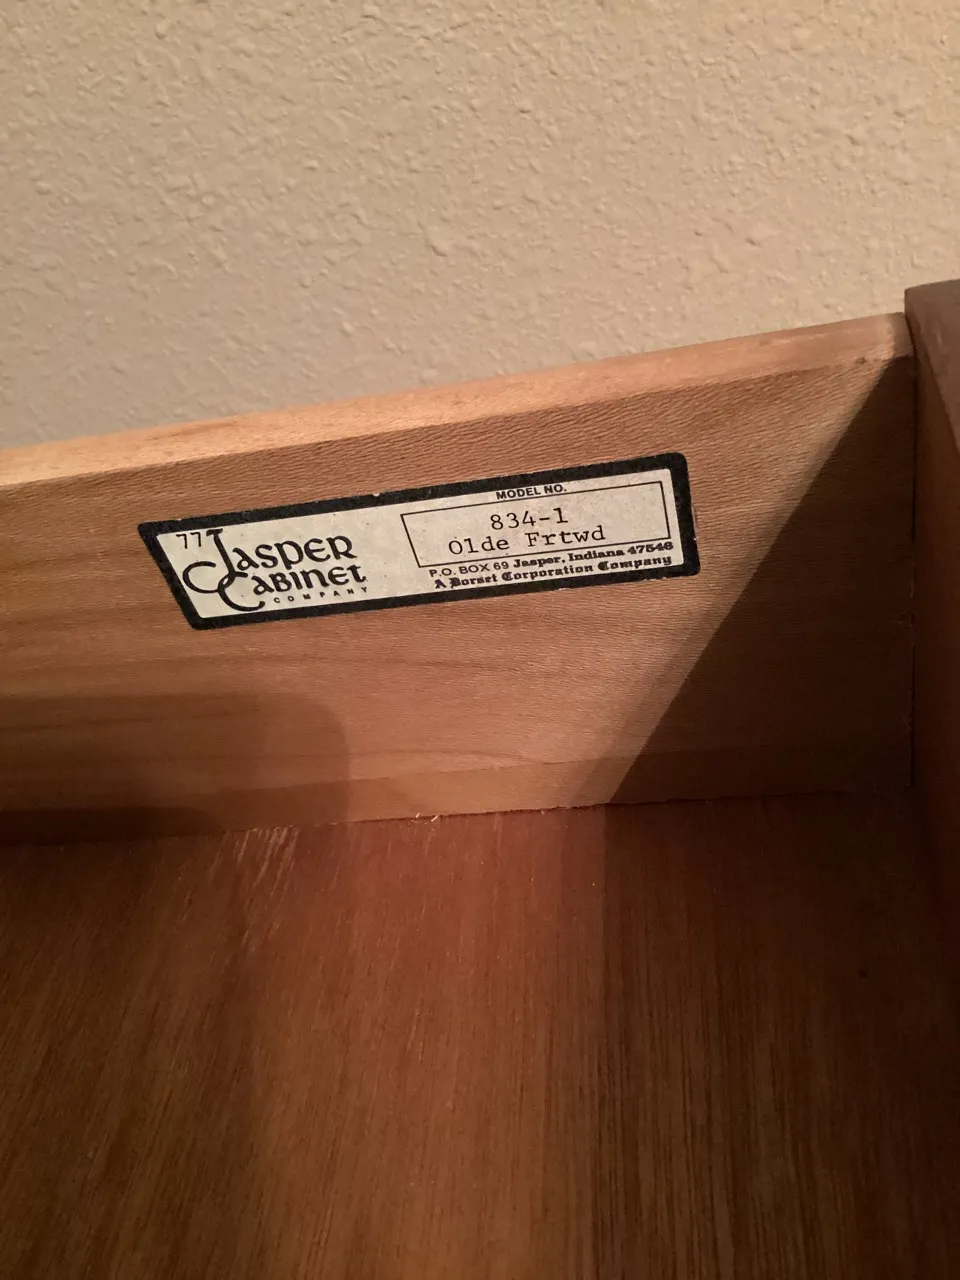 77
JASPER
CABINET
COMPANY
MODEL NO.
834-1
Olde Frtwd
P.O. BOX 69 Jasper, Indiana 47546
A Dorset Corporation Company